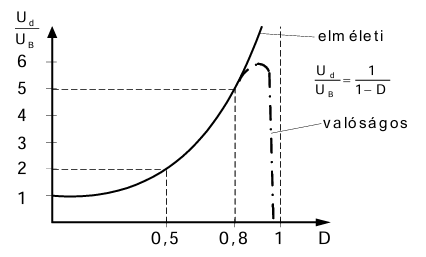 U_d
U_B
6
5
4
3
2
1
0,5
0,8
1
D
elméleti
U_d/U_B = 1/(1-D)
valóságos